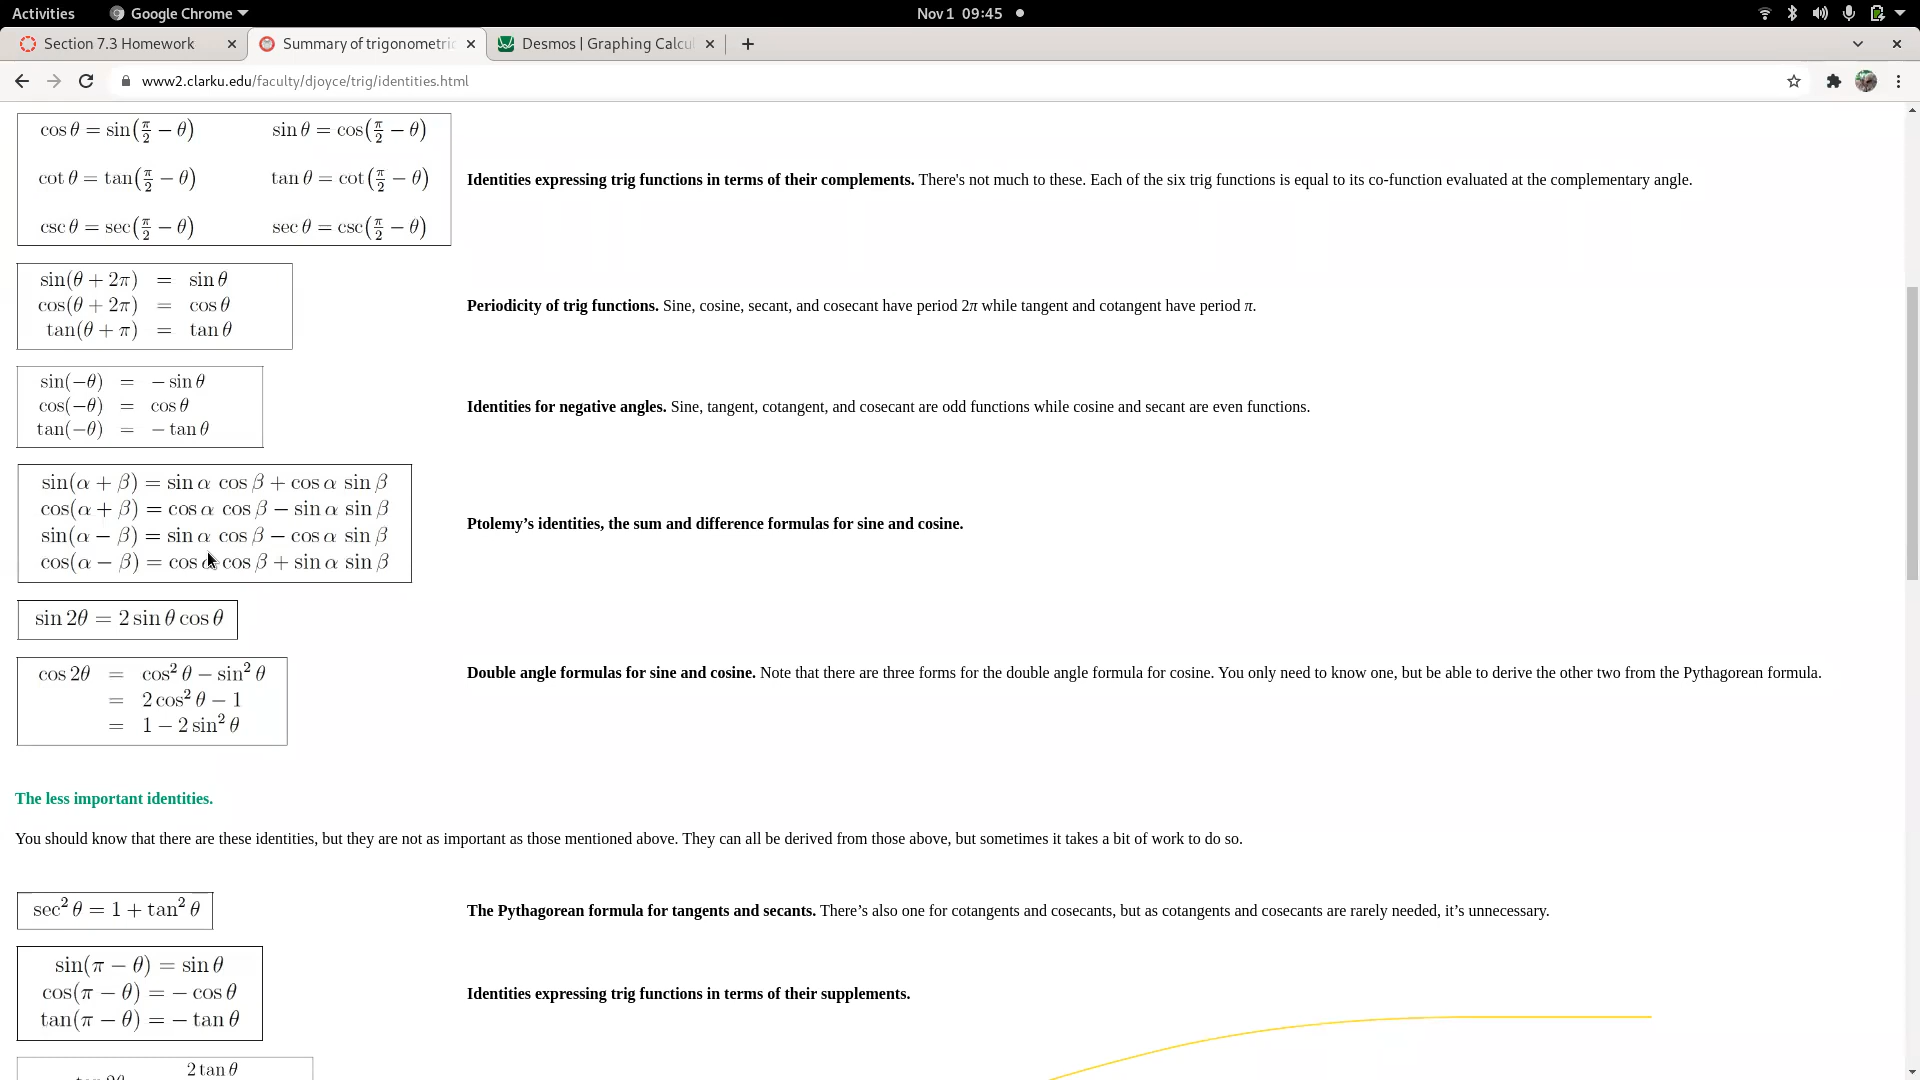 Activities Google Chrome Nov 1 09:45
Section 7.3 Homework Summary of trigonometric Desmos | Graphing Calcu
www2.clarku.edu/faculty/djoyce/trig/identities.html
cos θ = sin(π/2 − θ) sin θ = cos(π/2 − θ)
cot θ = tan(π/2 − θ) tan θ = cot(π/2 − θ)
csc θ = sec(π/2 − θ) sec θ = csc(π/2 − θ)
Identities expressing trig functions in terms of their complements. There's not much to these. Each of the six trig functions is equal to its co-function evaluated at the complementary angle.
sin(θ + 2π) = sin θ
cos(θ + 2π) = cos θ
tan(θ + π) = tan θ
Periodicity of trig functions. Sine, cosine, secant, and cosecant have period 2π while tangent and cotangent have period π.
sin(−θ) = − sin θ
cos(−θ) = cos θ
tan(−θ) = − tan θ
Identities for negative angles. Sine, tangent, cotangent, and cosecant are odd functions while cosine and secant are even functions.
sin(α + β) = sin α cos β + cos α sin β
cos(α + β) = cos α cos β − sin α sin β
sin(α − β) = sin α cos β − cos α sin β
cos(α − β) = cos α cos β + sin α sin β
Ptolemy’s identities, the sum and difference formulas for sine and cosine.
sin 2θ = 2 sin θ cos θ
cos 2θ = cos² θ − sin² θ
= 2 cos² θ − 1
= 1 − 2 sin² θ
Double angle formulas for sine and cosine. Note that there are three forms for the double angle formula for cosine. You only need to know one, but be able to derive the other two from the Pythagorean formula.
The less important identities.
You should know that there are these identities, but they are not as important as those mentioned above. They can all be derived from those above, but sometimes it takes a bit of work to do so.
sec² θ = 1 + tan² θ
The Pythagorean formula for tangents and secants. There’s also one for cotangents and cosecants, but as cotangents and cosecants are rarely needed, it’s unnecessary.
sin(π − θ) = sin θ
cos(π − θ) = − cos θ
tan(π − θ) = − tan θ
Identities expressing trig functions in terms of their supplements.
2 tan θ